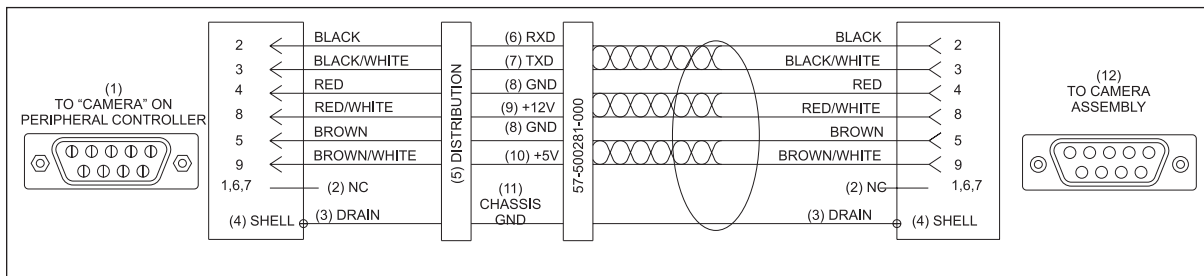 2 BLACK (6) RXD BLACK 2
3 BLACK/WHITE (7) TXD BLACK/WHITE 3
4 RED (8) GND RED 4
8 RED/WHITE (9) +12V RED/WHITE 8
5 BROWN (8) GND BROWN 5
9 BROWN/WHITE (10) +5V BROWN/WHITE 9
1,6,7 (2) NC (2) NC 1,6,7
(4) SHELL (3) DRAIN (3) DRAIN (4) SHELL
(1)
TO “CAMERA” ON
PERIPHERAL CONTROLLER
(5) DISTRIBUTION
(11)
CHASSIS
GND
57-500281-000
(12)
TO CAMERA
ASSEMBLY